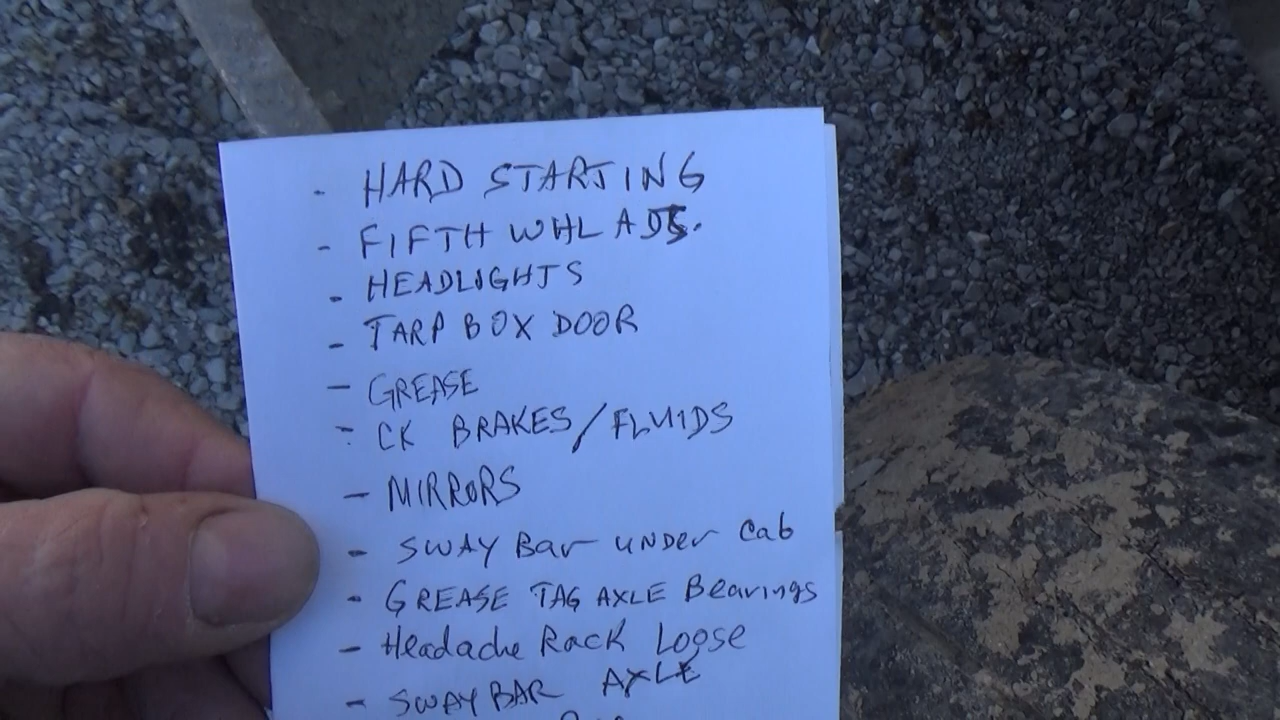 - HARD STARTING
- FIFTH WHL ADJ.
- HEADLIGHTS
- TARP BOX DOOR
- GREASE
- CK BRAKES/FLUIDS
- MIRRORS
- SWAY Bar UNDer Cab
- GREASE TAG AXLE Bearings
- Headache Rack Loose
- SWAY BAR AXLE